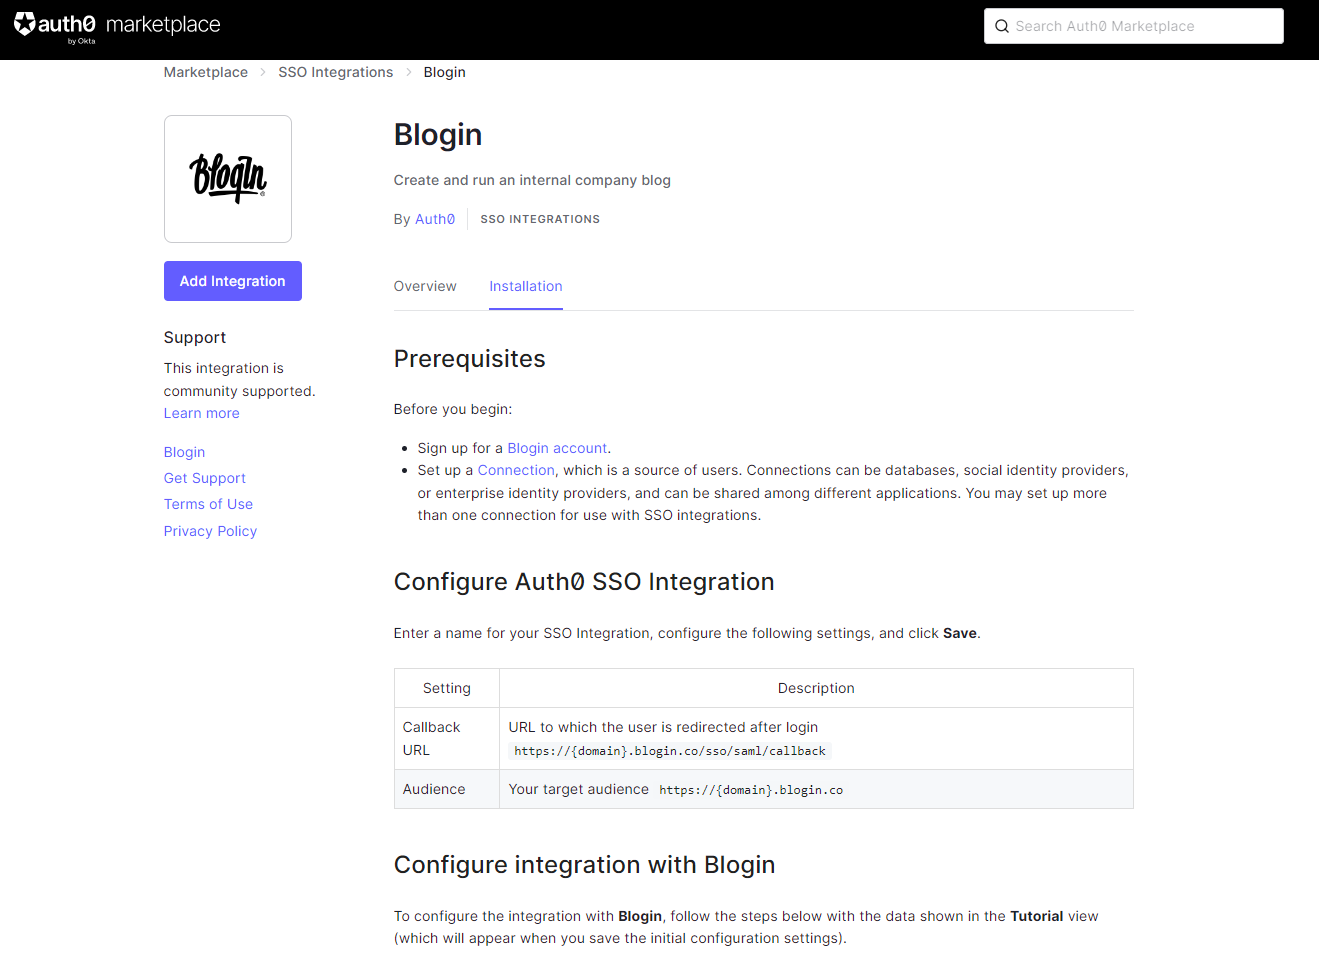 auth0 marketplace
by Okta
Search Auth0 Marketplace
Marketplace > SSO Integrations > Blogin
BlogIn
®
Add Integration
Support
This integration is
community supported.
Learn more
Blogin
Get Support
Terms of Use
Privacy Policy
Blogin
Create and run an internal company blog
By Auth0 SSO INTEGRATIONS
Overview Installation
Prerequisites
Before you begin:
• Sign up for a Blogin account.
• Set up a Connection, which is a source of users. Connections can be databases, social identity providers,
or enterprise identity providers, and can be shared among different applications. You may set up more
than one connection for use with SSO integrations.
Configure Auth0 SSO Integration
Enter a name for your SSO Integration, configure the following settings, and click Save.
Setting Description
Callback
URL
URL to which the user is redirected after login
https://{domain}.blogin.co/sso/saml/callback
Audience Your target audience https://{domain}.blogin.co
Configure integration with Blogin
To configure the integration with Blogin, follow the steps below with the data shown in the Tutorial view
(which will appear when you save the initial configuration settings).